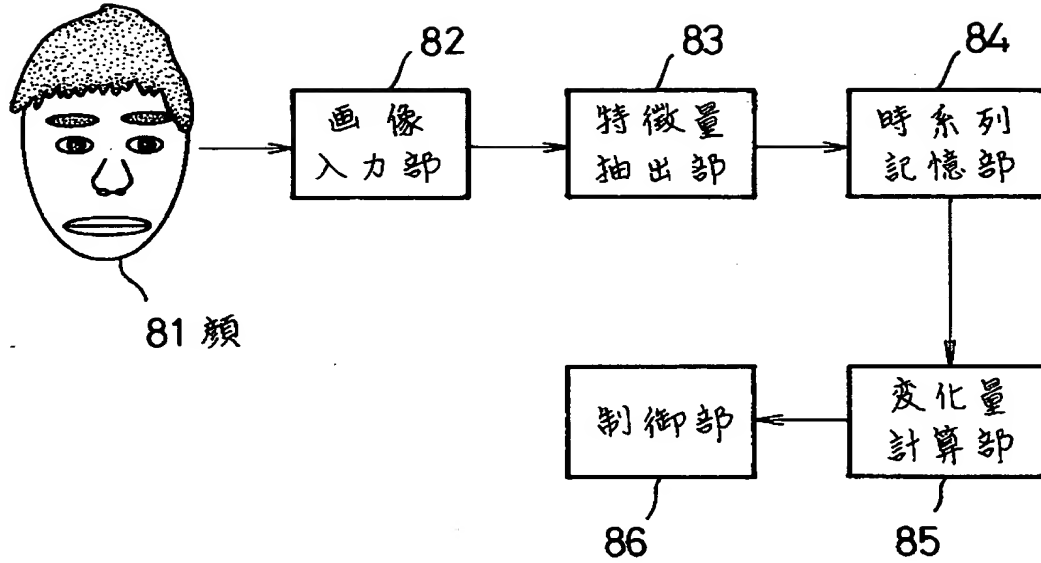 82
83
84
画像
入力部
特徴量
抽出部
時系列
記憶部
81 顔
制御部
変化量
計算部
86
85